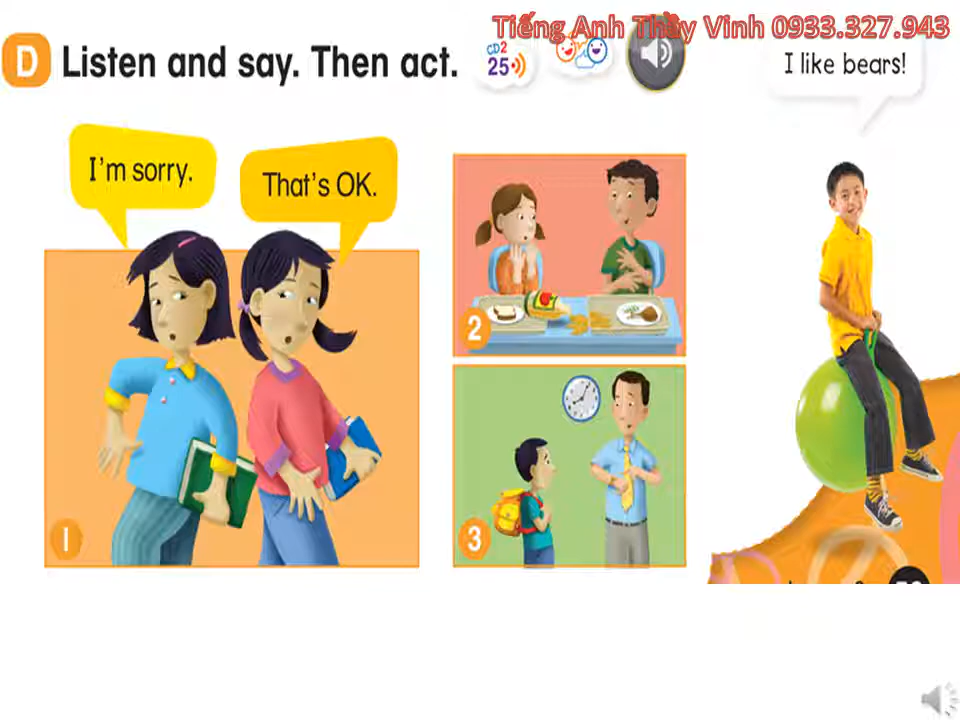 Tiếng Anh Thầy Vinh 0933.327.943
D Listen and say. Then act.
CD2
25
I like bears!
I'm sorry.
That's OK.
1
2
3